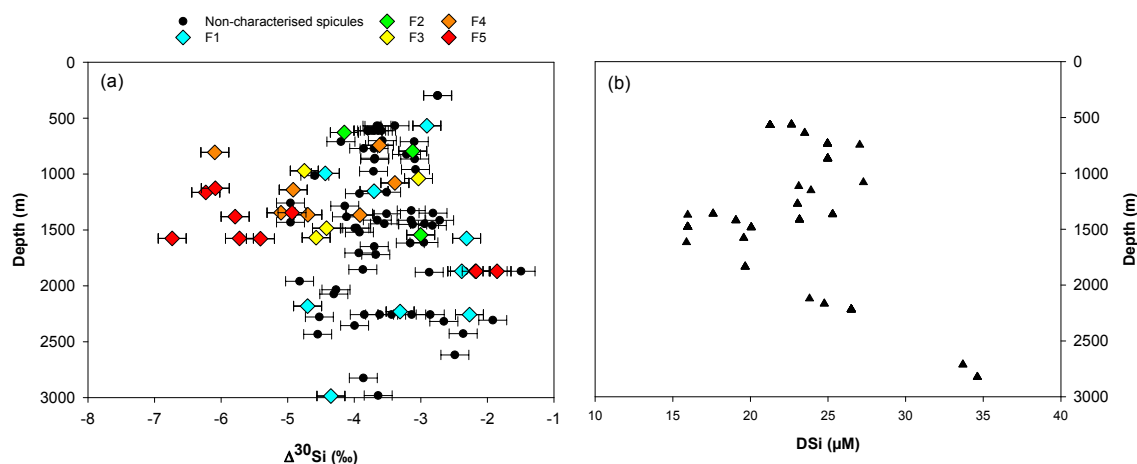 Non-characterised spicules F2 F4
F1 F3 F5
(a)
0
500
1000
1500
2000
2500
3000
Depth (m)
-8 -7 -6 -5 -4 -3 -2 -1
Δ³⁰Si (‰)
(b)
0
500
1000
1500
2000
2500
3000
Depth (m)
10 15 20 25 30 35 40
DSi (µM)